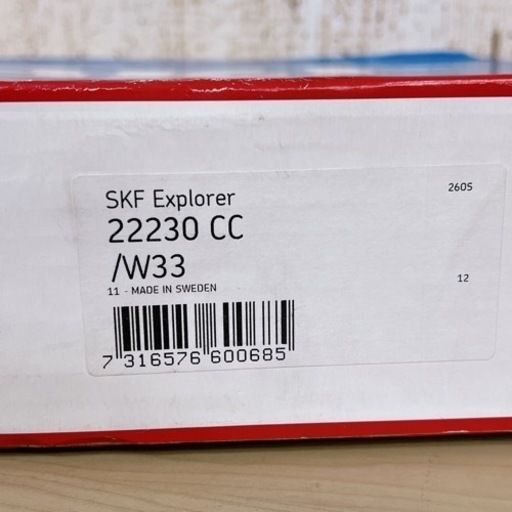 SKF Explorer
2605
22230 CC
/W33
12
11 - MADE IN SWEDEN
7 316576 600685